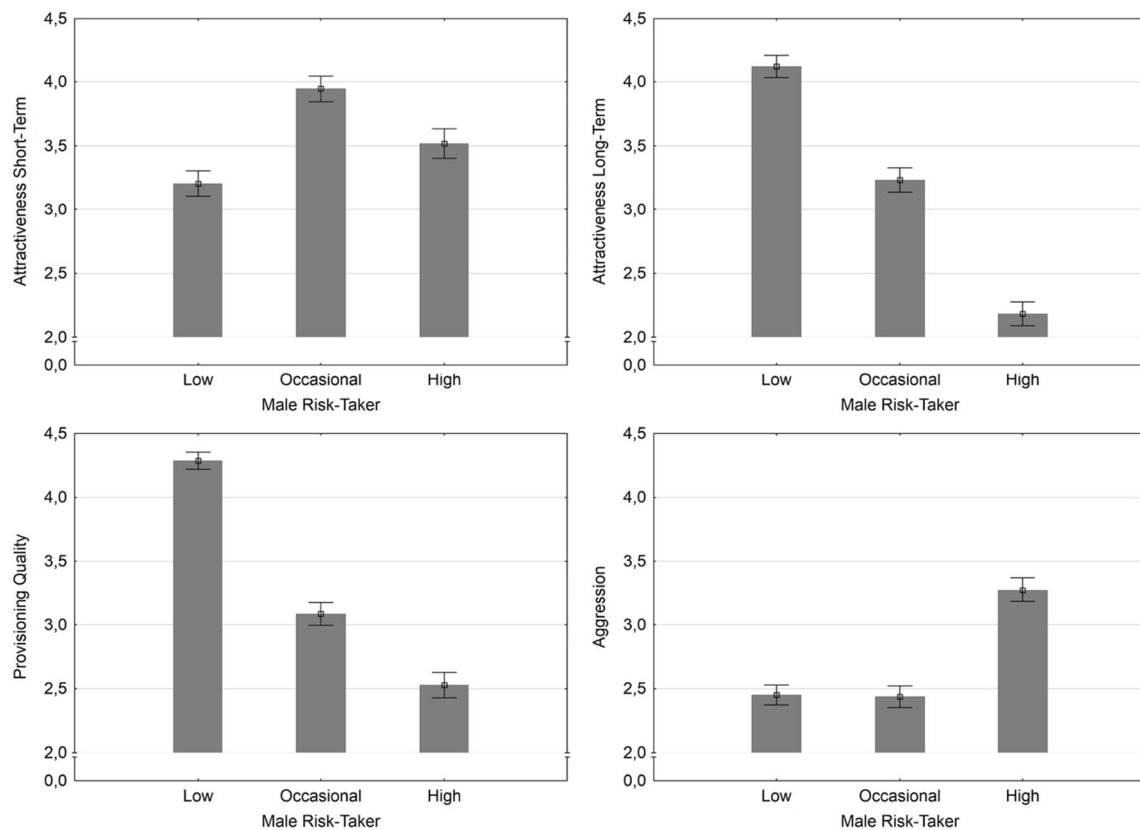 4,5
4,0
3,5
3,0
2,5
2,0
0,0
Attractiveness Short-Term
Low Occasional High
Male Risk-Taker
4,5
4,0
3,5
3,0
2,5
2,0
0,0
Attractiveness Long-Term
Low Occasional High
Male Risk-Taker
4,5
4,0
3,5
3,0
2,5
2,0
0,0
Provisioning Quality
Low Occasional High
Male Risk-Taker
4,5
4,0
3,5
3,0
2,5
2,0
0,0
Aggression
Low Occasional High
Male Risk-Taker